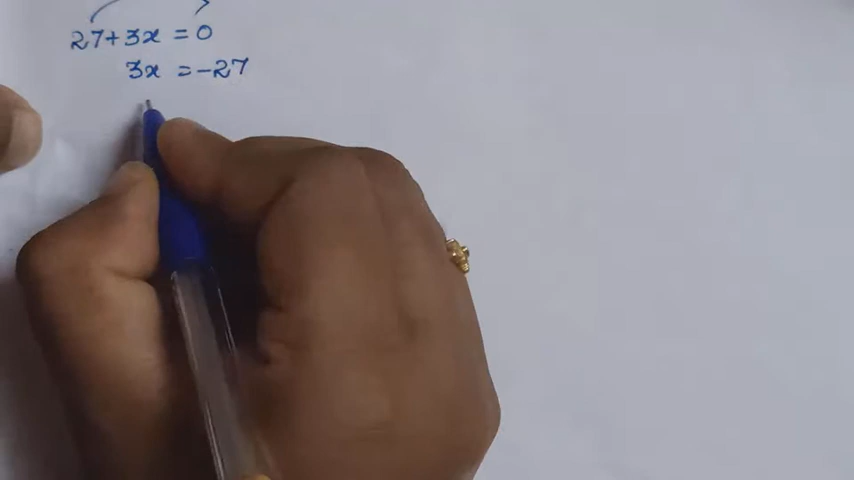 27+3x = 0
3x = -27